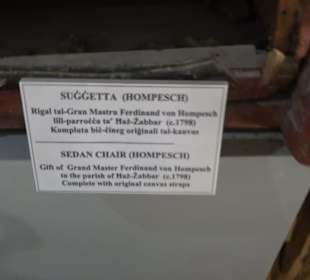 SUĠĠETTA (HOMPESCH)
Rigal tal-Gran Mastru Ferdinand von Hompesch
lill-parroċċa ta' Ħaż-Żabbar (c.1798)
Kompluta biċ-ċineg oriġinali tal-kanvas
SEDAN CHAIR (HOMPESCH)
Gift of Grand Master Ferdinand von Hompesch
to the parish of Ħaż-Żabbar (c.1798)
Complete with original canvas straps